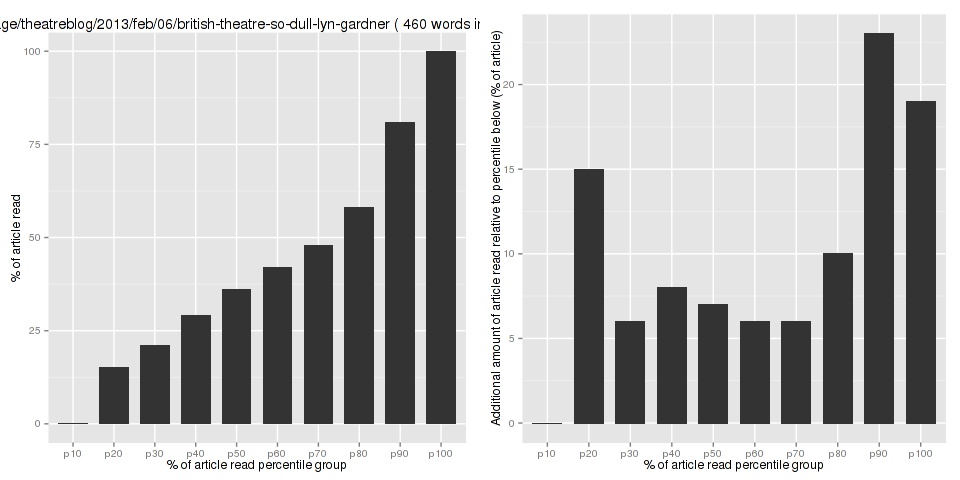 ge/theatreblog/2013/feb/06/british-theatre-so-dull-lyn-gardner ( 460 words in
% of article read
100
75
50
25
0
p10 p20 p30 p40 p50 p60 p70 p80 p90 p100
% of article read percentile group
Additional amount of article read relative to percentile below (% of article)
20
15
10
5
0
p10 p20 p30 p40 p50 p60 p70 p80 p90 p100
% of article read percentile group